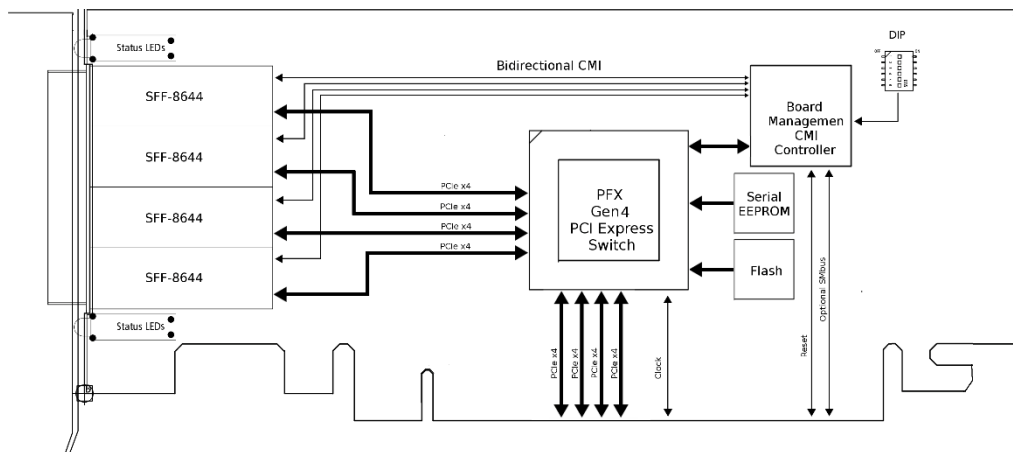 DIP
Status LEDs
Bidirectional CMI
SFF-8644
SFF-8644
SFF-8644
SFF-8644
Status LEDs
PCIe x4
PCIe x4
PCIe x4
PCIe x4
PFX
Gen4
PCI Express
Switch
Board
Managemen
CMI
Controller
Serial
EEPROM
Flash
PCIe x4
PCIe x4
PCIe x4
PCIe x4
Clock
Reset
Optional SMbus